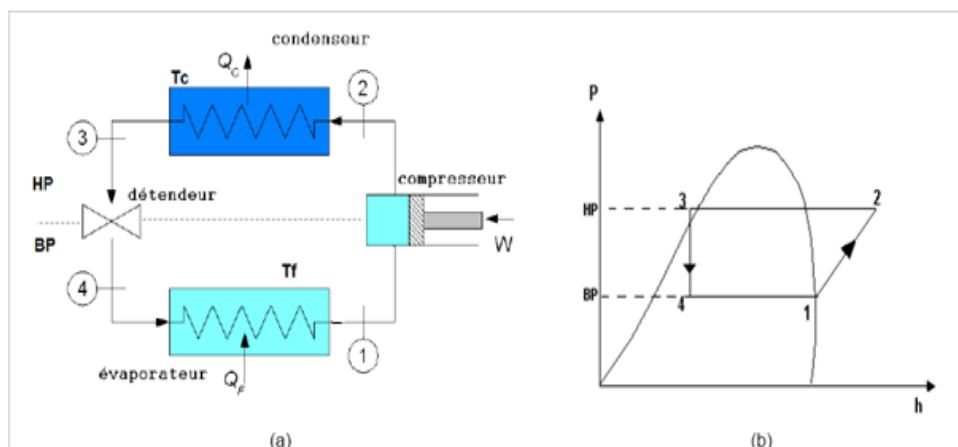 condenseur
Q_C
Tc
2
3
HP
détendeur
compresseur
BP
W
Tf
4
1
évaporateur
Q_F
(a)
P
HP
3
2
BP
4
1
h
(b)